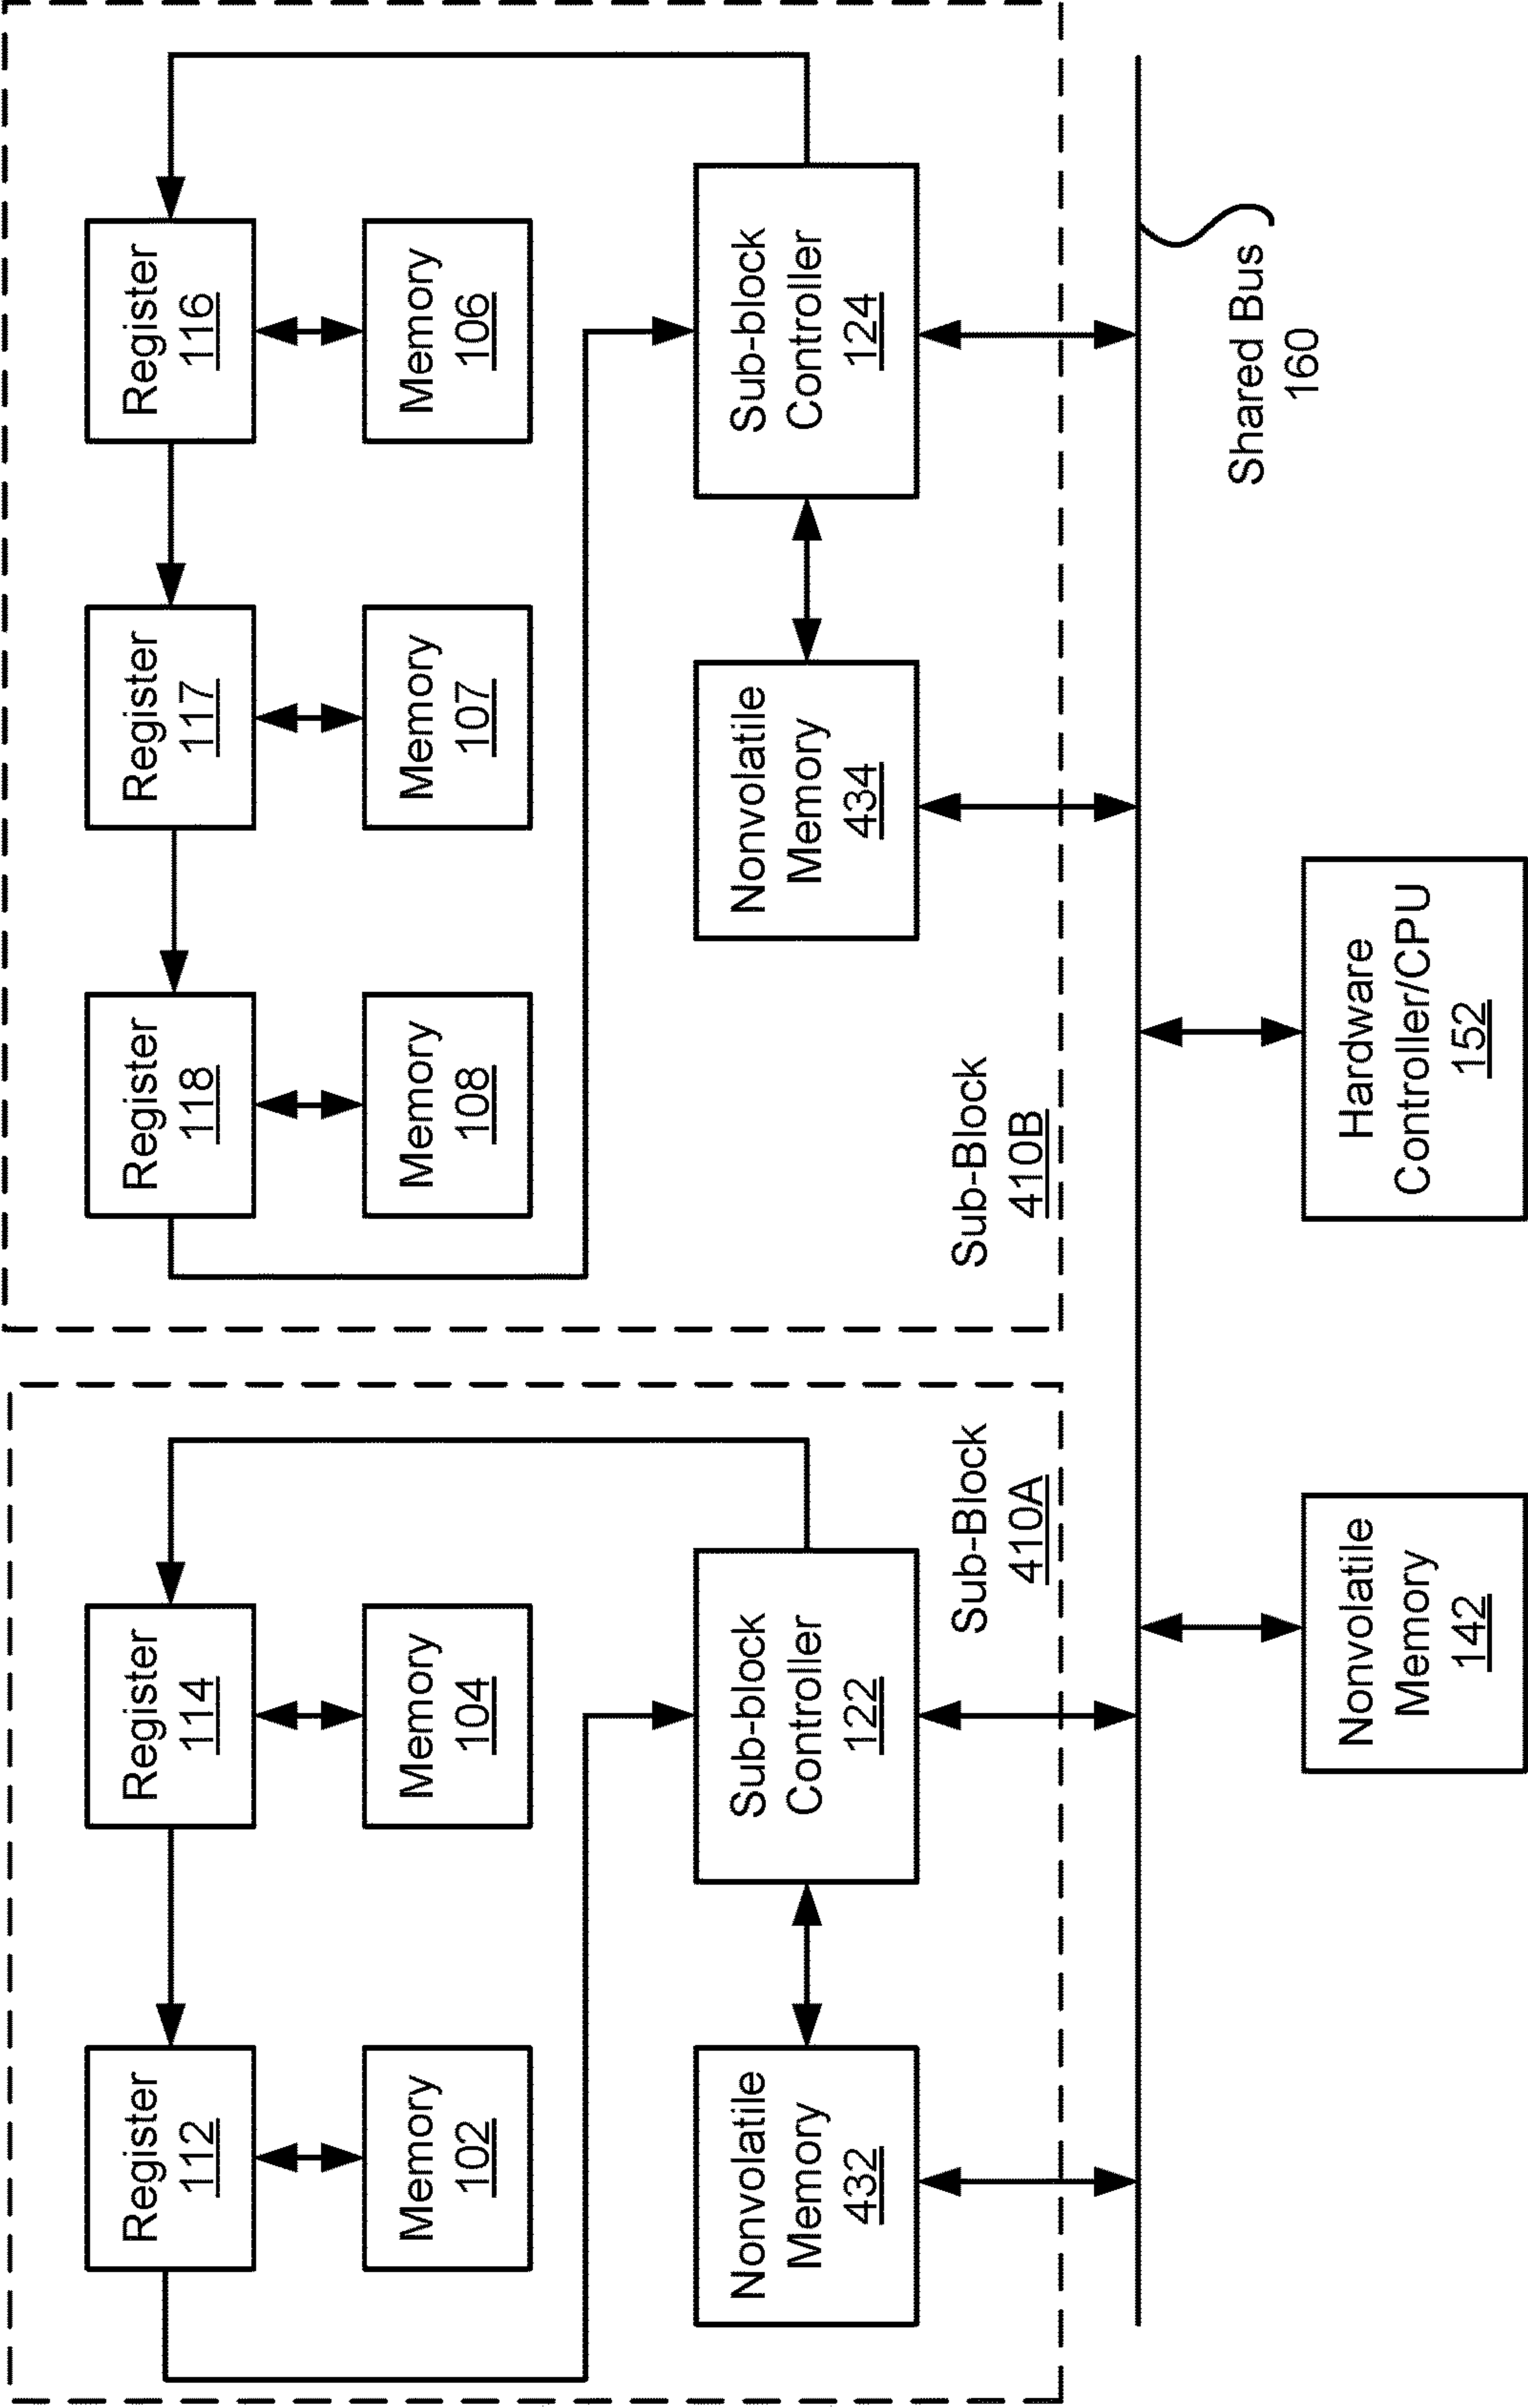 Register
112
Register
114
Memory
102
Memory
104
Nonvolatile
Memory
432
Sub-block
Controller
122
Sub-Block
410A
Register
118
Register
117
Register
116
Memory
108
Memory
107
Memory
106
Nonvolatile
Memory
434
Sub-block
Controller
124
Sub-Block
410B
Shared Bus
160
Nonvolatile
Memory
142
Hardware
Controller/CPU
152